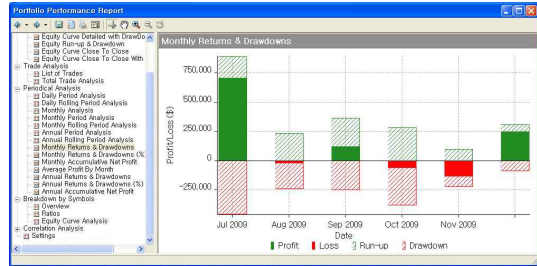 Portfolio Performance Report
Equity Curve Detailed with DrawDo
Equity Run-up & Drawdown
Equity Curve Close To Close
Equity Curve Close To Close With
Trade Analysis
List of Trades
Total Trade Analysis
Periodical Analysis
Daily Period Analysis
Daily Rolling Period Analysis
Monthly Analysis
Monthly Period Analysis
Monthly Rolling Period Analysis
Annual Period Analysis
Annual Rolling Period Analysis
Monthly Returns & Drawdowns
Monthly Returns & Drawdowns (%)
Monthly Accumulative Net Profit
Average Profit By Month
Annual Returns & Drawdowns
Annual Returns & Drawdowns (%)
Annual Accumulative Net Profit
Breakdown by Symbols
Overview
Ratios
Equity Curve Analysis
Correlation Analysis
Settings
Monthly Returns & Drawdowns
Profit/Loss ($)
750.000
500.000
250.000
0
-250.000
Jul 2009
Aug 2009
Sep 2009
Oct 2009
Nov 2009
Date
Profit
Loss
Run-up
Drawdown